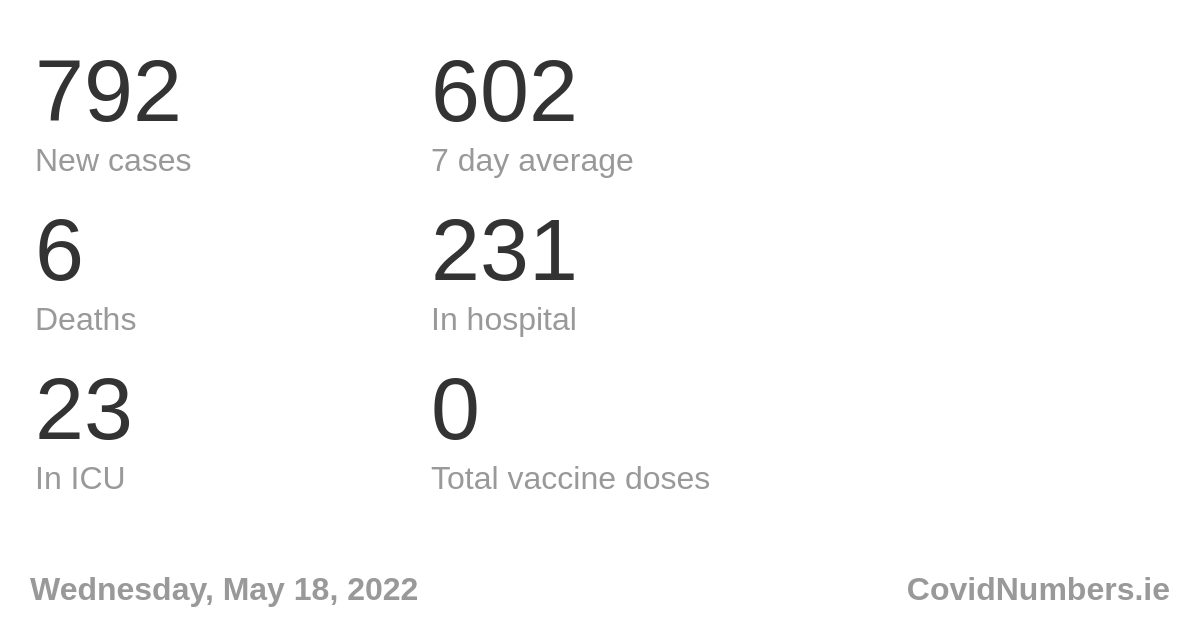 792
New cases
602
7 day average
6
Deaths
231
In hospital
23
In ICU
0
Total vaccine doses
Wednesday, May 18, 2022
CovidNumbers.ie